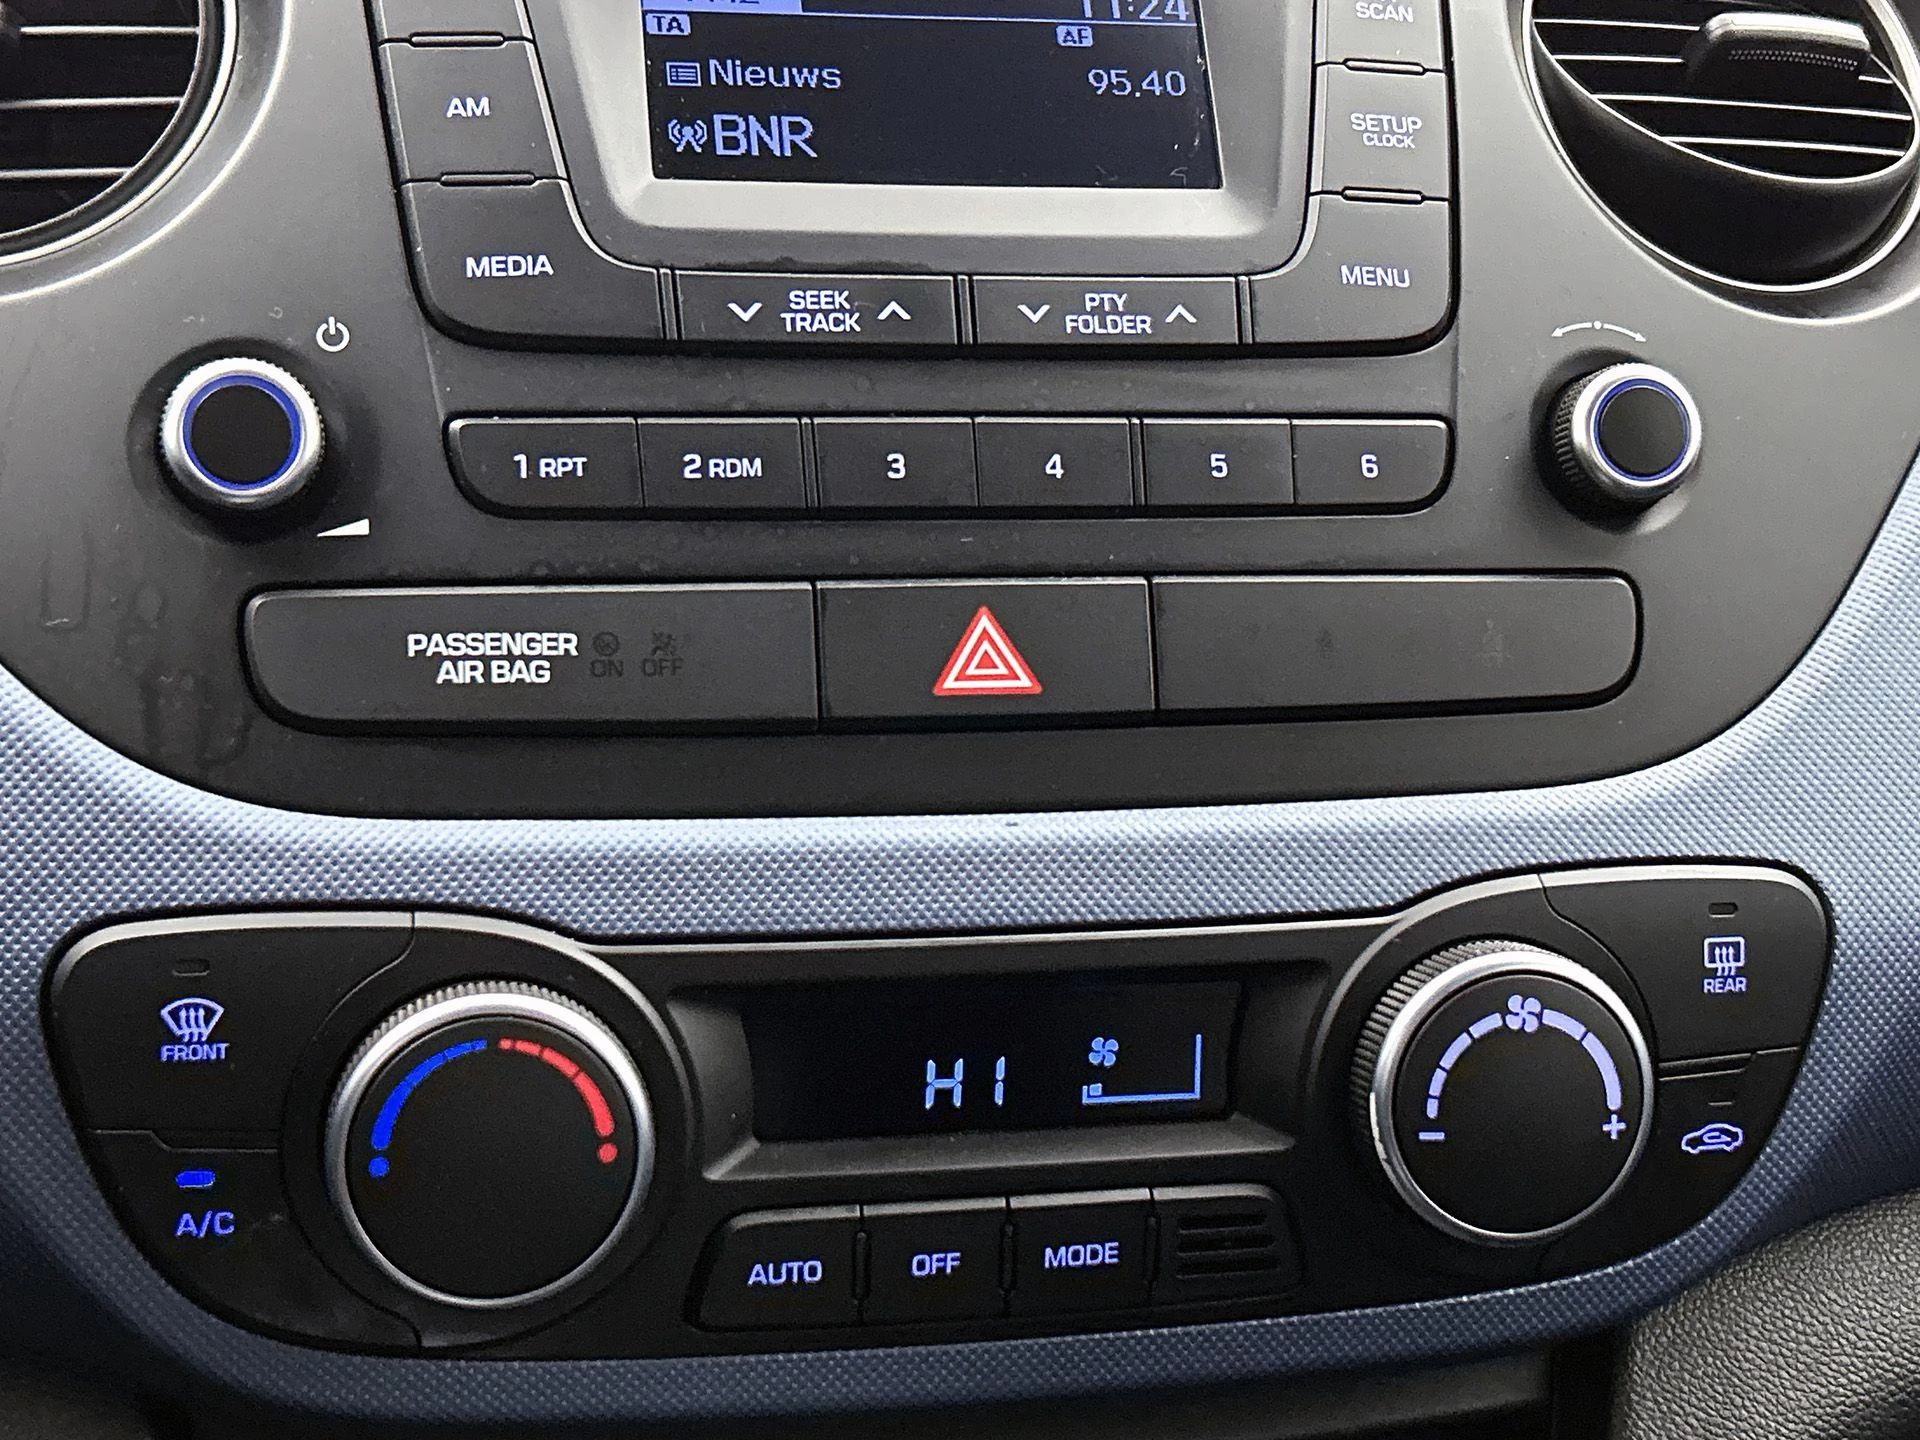 11:24
TA
AF
Nieuws
95.40
BNR
AM
MEDIA
SCAN
SETUP
CLOCK
MENU
SEEK
TRACK
PTY
FOLDER
1 RPT
2 RDM
3
4
5
6
PASSENGER
AIR BAG
ON OFF
FRONT
A/C
HI
REAR
- +
AUTO
OFF
MODE